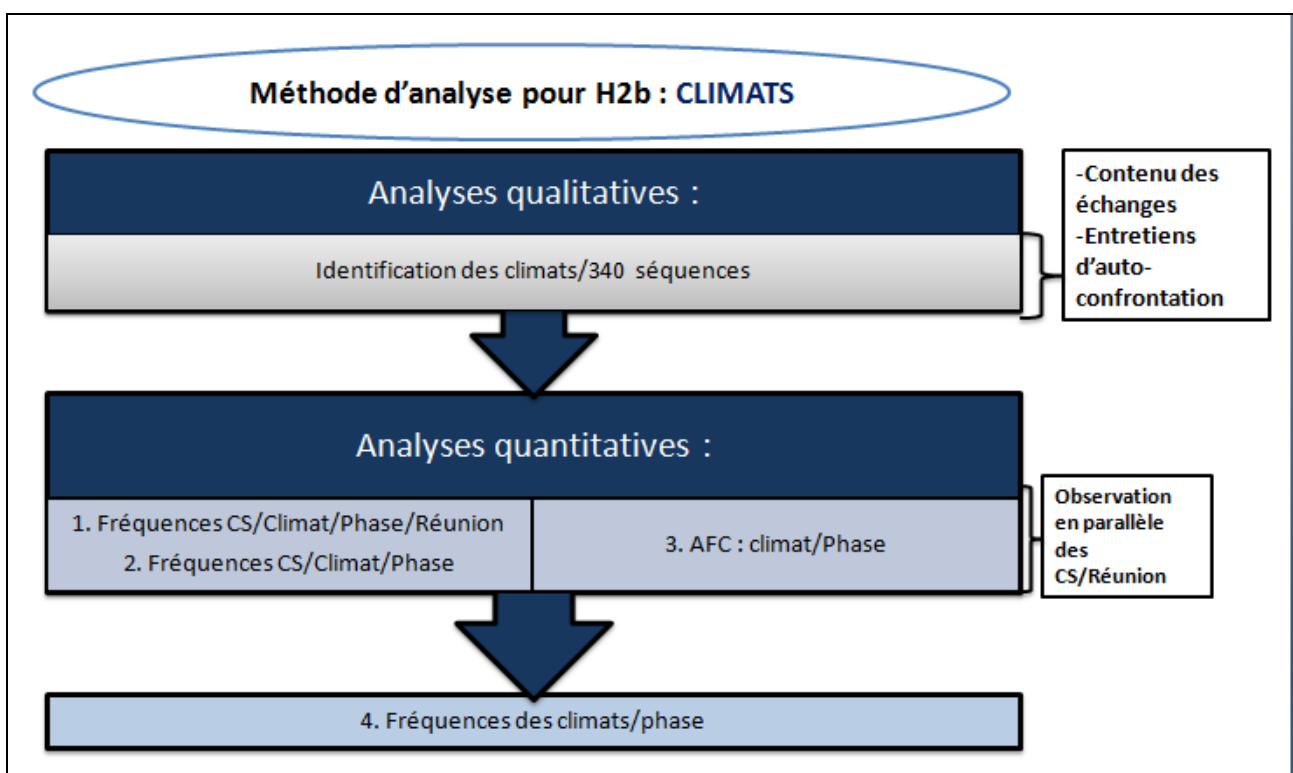 Méthode d'analyse pour H2b : CLIMATS
Analyses qualitatives :
Identification des climats/340 séquences
-Contenu des
échanges
-Entretiens
d'auto-
confrontation
Analyses quantitatives :
1. Fréquences CS/Climat/Phase/Réunion
2. Fréquences CS/Climat/Phase
3. AFC : climat/Phase
Observation
en parallèle
des
CS/Réunion
4. Fréquences des climats/phase